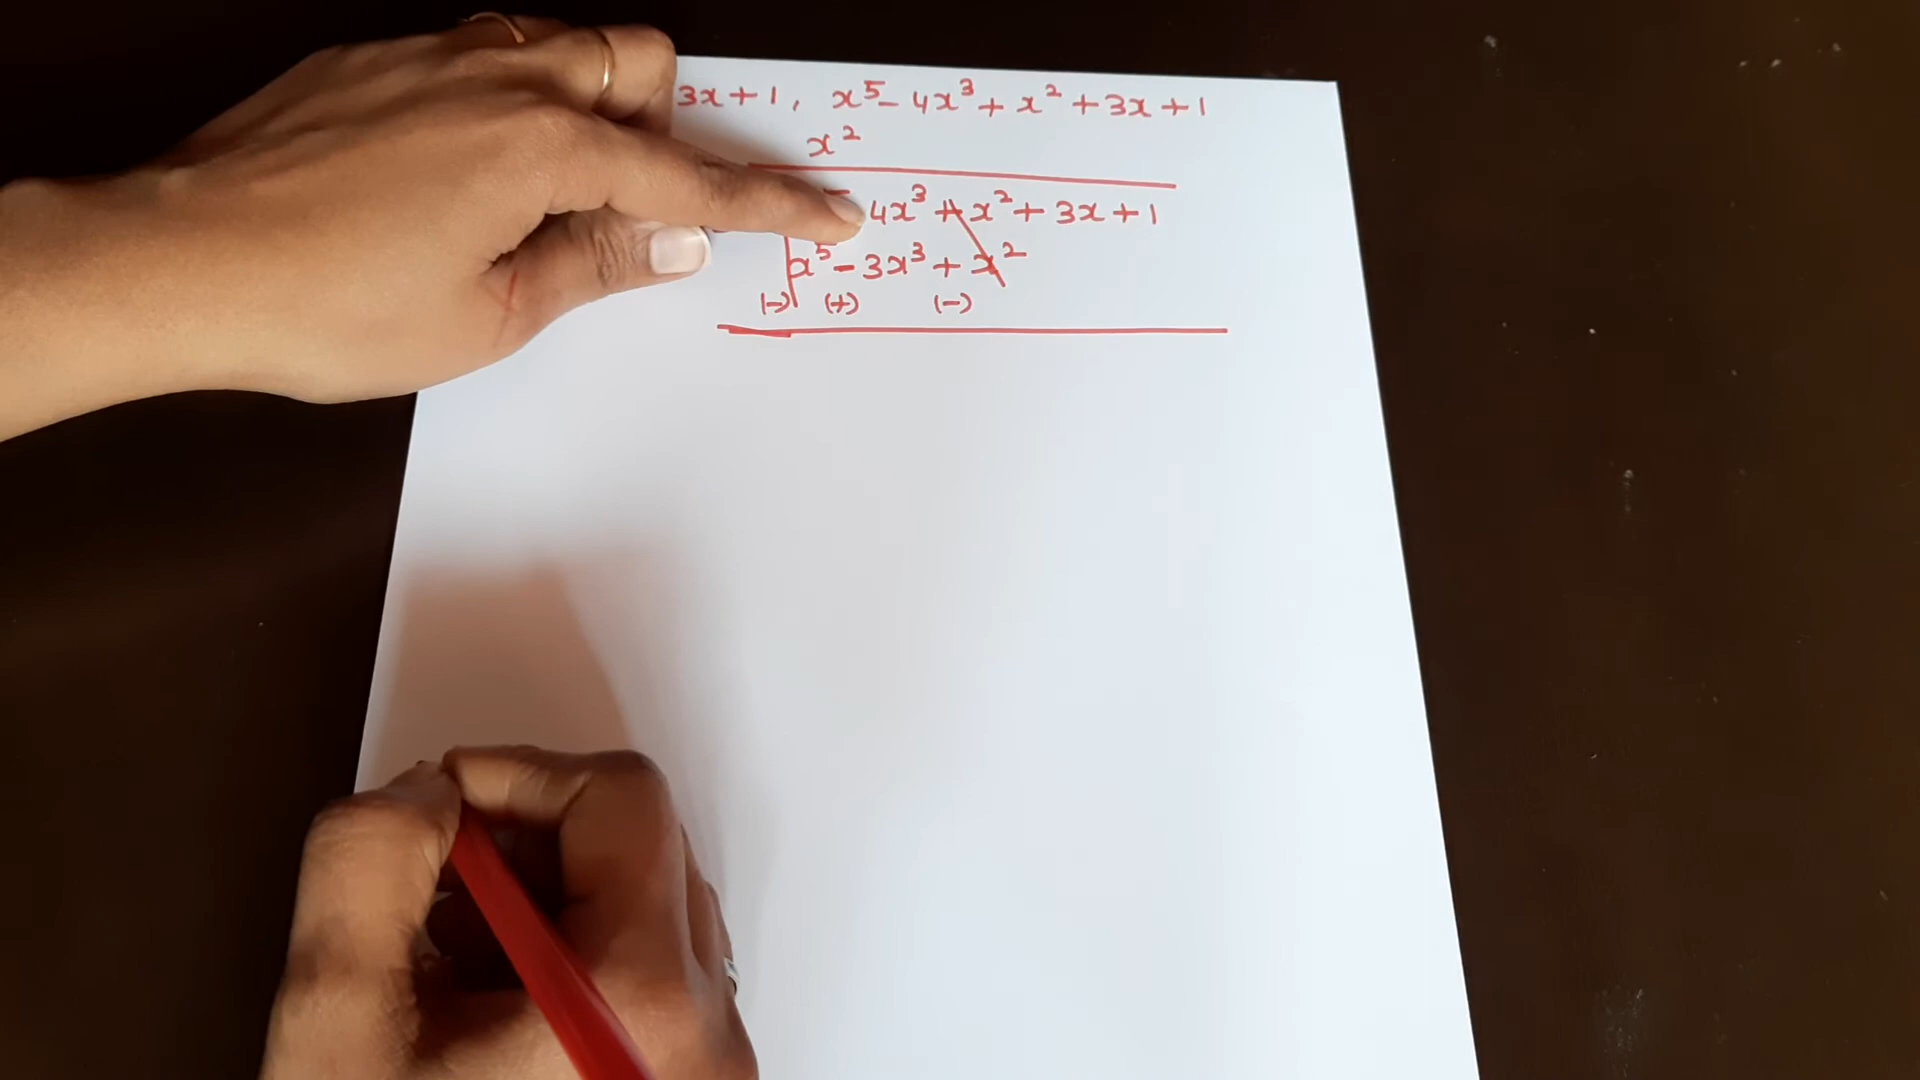 3x + 1, x⁵ - 4x³ + x² + 3x + 1
x²
4x³ + x² + 3x + 1
x⁵ - 3x³ + x²
(-) (+) (-)